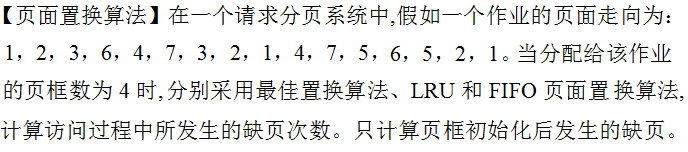 【页面置换算法】在一个请求分页系统中,假如一个作业的页面走向为：
1，2，3，6，4，7，3，2，1，4，7，5，6，5，2，1。当分配给该作业
的页框数为 4 时,分别采用最佳置换算法、LRU 和 FIFO 页面置换算法,
计算访问过程中所发生的缺页次数。只计算页框初始化后发生的缺页。